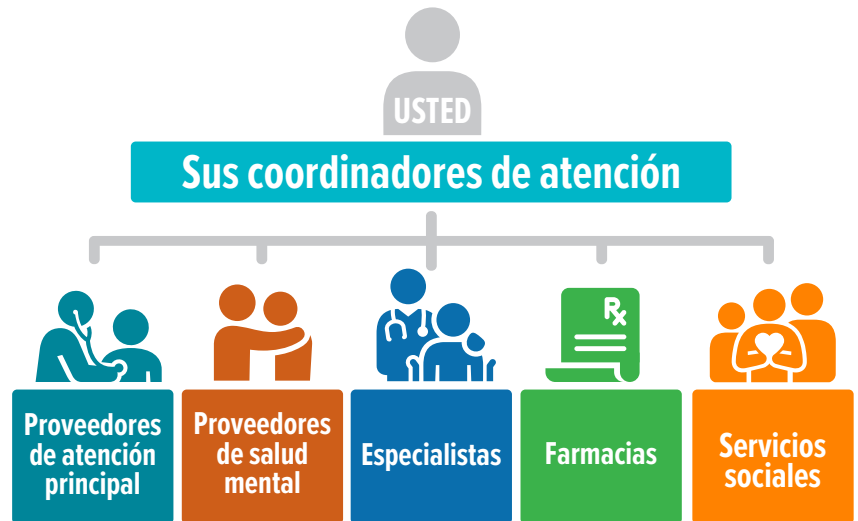 USTED
Sus coordinadores de atención
Rx
Proveedores
de atención
principal
Proveedores
de salud
mental
Especialistas
Farmacias
Servicios
sociales